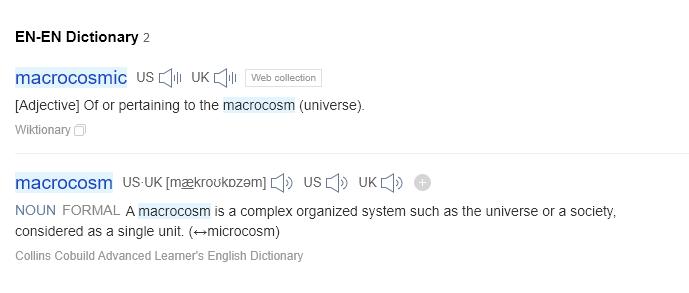 EN-EN Dictionary 2
macrocosmic US UK Web collection
[Adjective] Of or pertaining to the macrocosm (universe).
Wiktionary
macrocosm US·UK [mækroʊkɒzəm] US UK
NOUN FORMAL A macrocosm is a complex organized system such as the universe or a society,
considered as a single unit. (↔microcosm)
Collins Cobuild Advanced Learner's English Dictionary